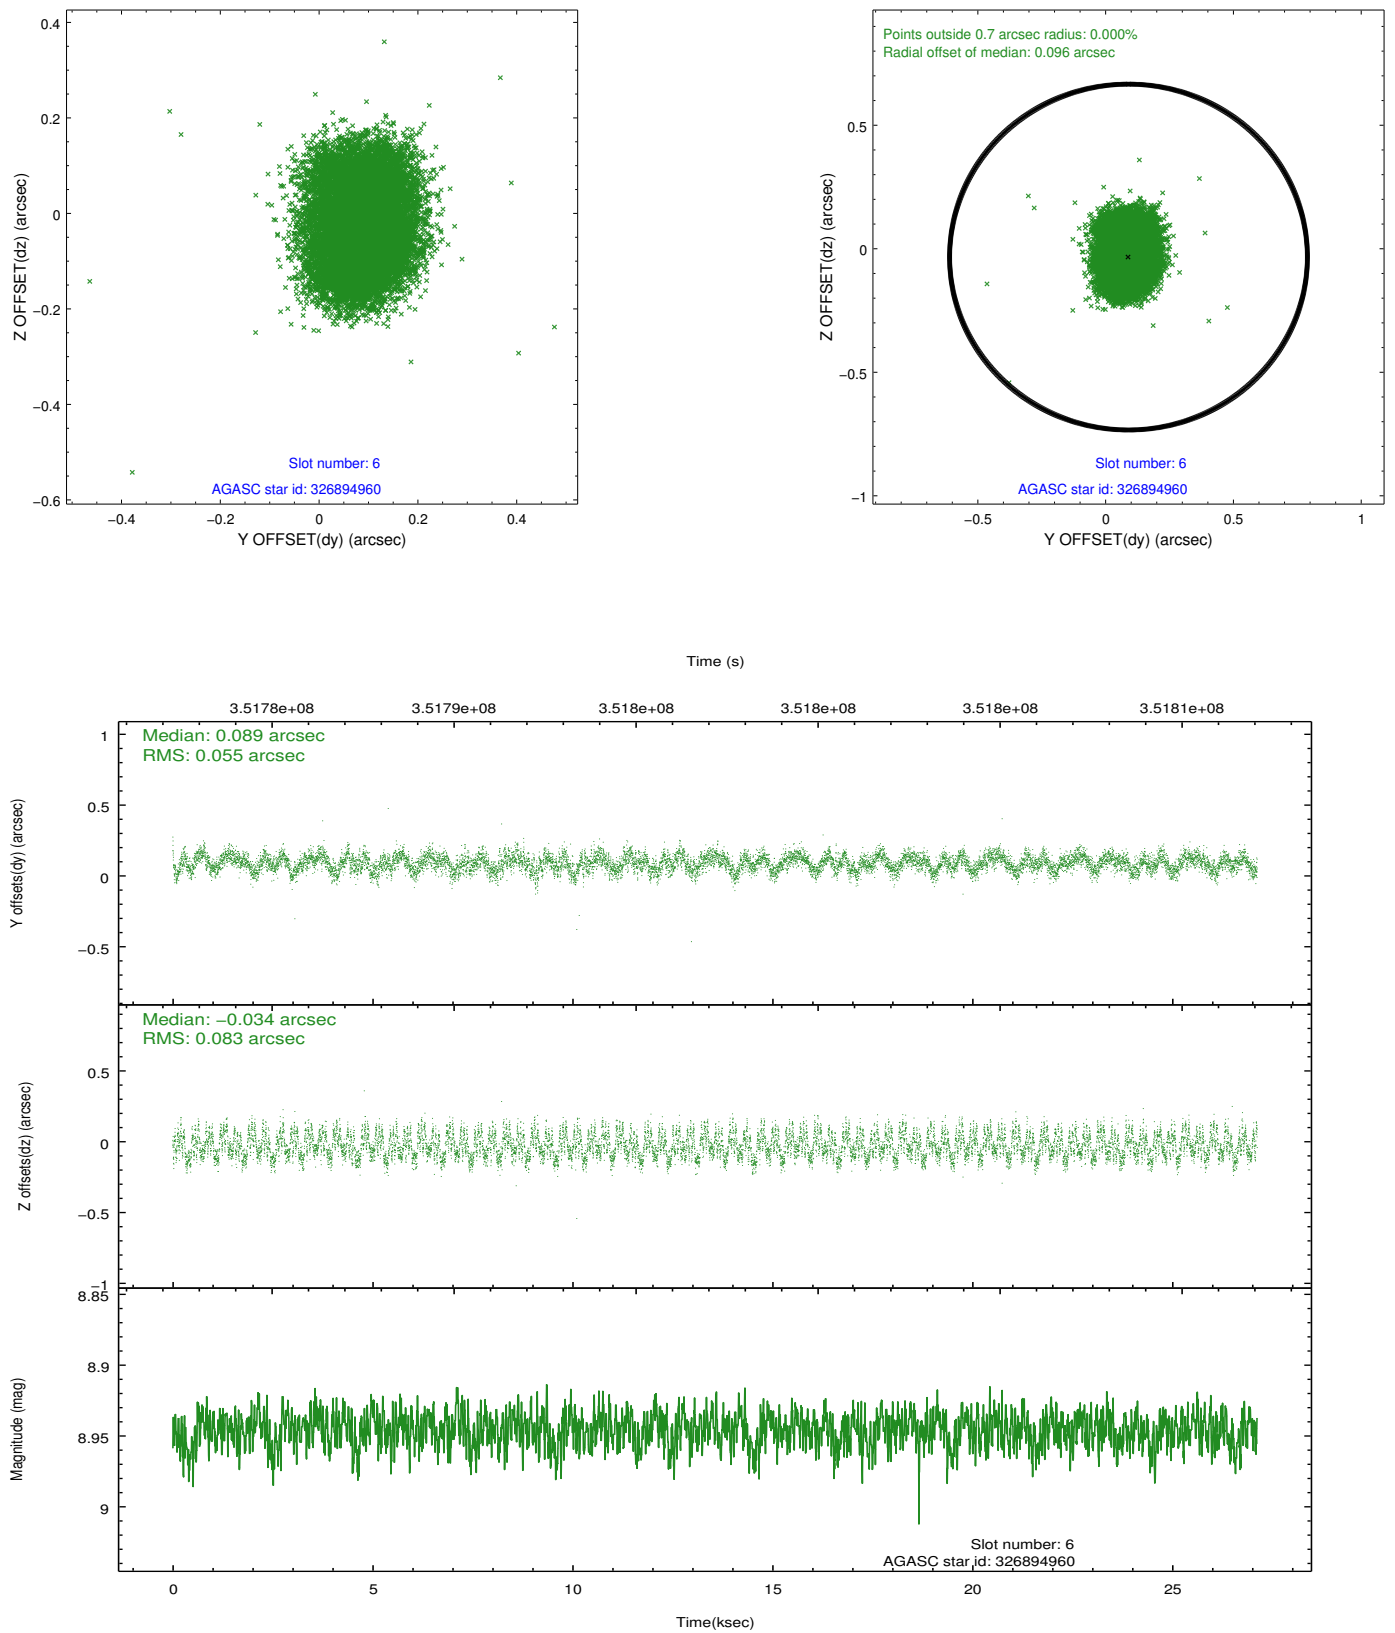 0.4
0.2
0
−0.2
−0.4
−0.6
Z OFFSET(dz) (arcsec)
Slot number: 6
AGASC star id: 326894960
−0.4
−0.2
0
0.2
0.4
Y OFFSET(dy) (arcsec)
Points outside 0.7 arcsec radius: 0.000%
Radial offset of median: 0.096 arcsec
0.5
0
−0.5
−1
Z OFFSET(dz) (arcsec)
Slot number: 6
AGASC star id: 326894960
−0.5
0
0.5
1
Y OFFSET(dy) (arcsec)
Time (s)
3.5178e+08
3.5179e+08
3.518e+08
3.518e+08
3.518e+08
3.5181e+08
Median: 0.089 arcsec
RMS: 0.055 arcsec
1
0.5
0
−0.5
Y offsets(dy) (arcsec)
Median: −0.034 arcsec
RMS: 0.083 arcsec
0.5
0
−0.5
−1
Z offsets(dz) (arcsec)
8.85
8.9
8.95
9
Magnitude (mag)
Slot number: 6
AGASC star id: 326894960
0
5
10
15
20
25
Time(ksec)